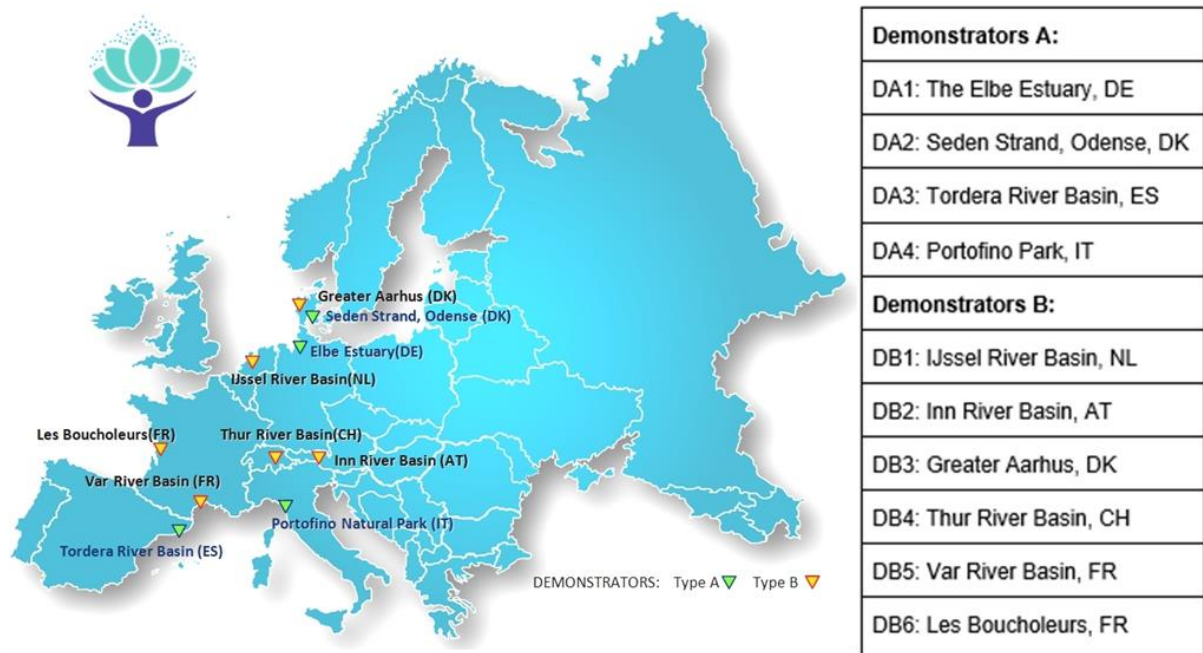 Greater Aarhus (DK)
Seden Strand, Odense (DK)
Elbe Estuary(DE)
IJssel River Basin(NL)
Les Boucholeurs(FR)
Thur River Basin(CH)
Inn River Basin (AT)
Var River Basin (FR)
Portofino Natural Park (IT)
Tordera River Basin (ES)
DEMONSTRATORS: Type A Type B
Demonstrators A:
DA1: The Elbe Estuary, DE
DA2: Seden Strand, Odense, DK
DA3: Tordera River Basin, ES
DA4: Portofino Park, IT
Demonstrators B:
DB1: IJssel River Basin, NL
DB2: Inn River Basin, AT
DB3: Greater Aarhus, DK
DB4: Thur River Basin, CH
DB5: Var River Basin, FR
DB6: Les Boucholeurs, FR